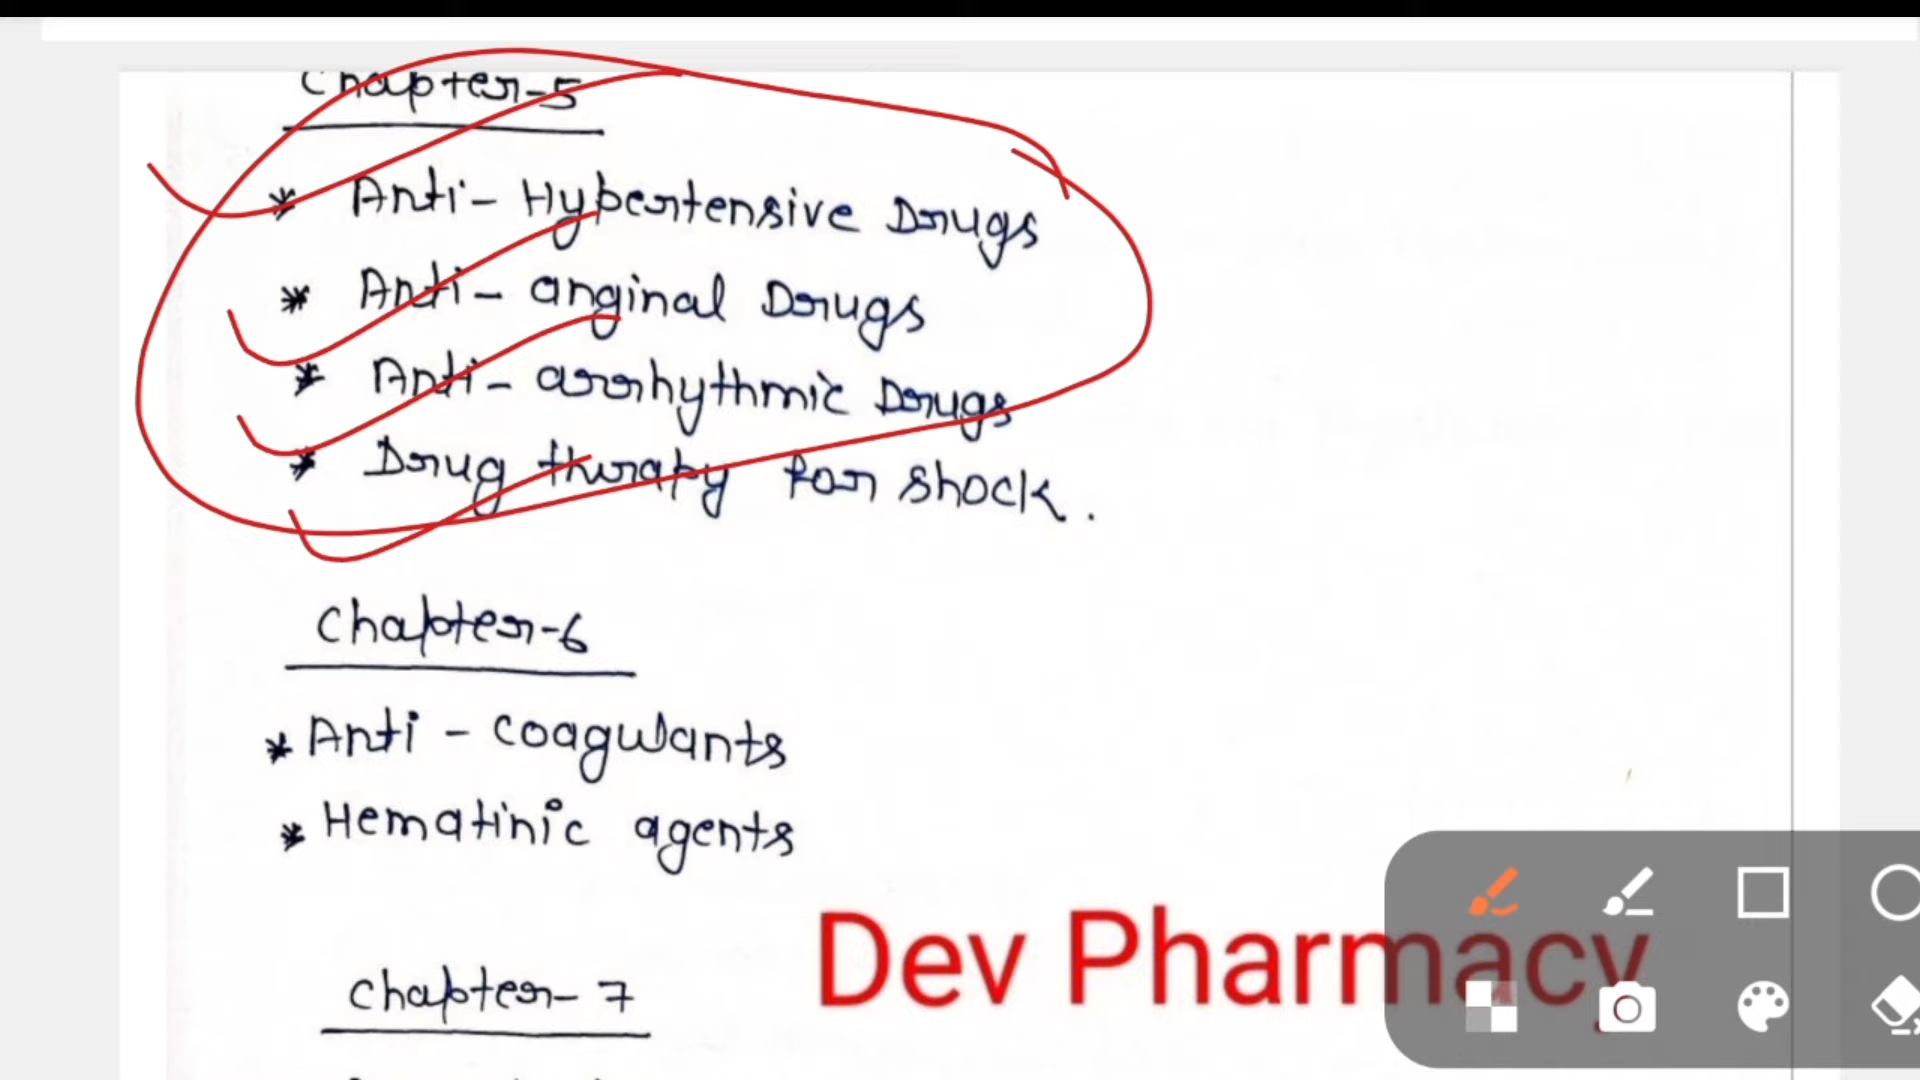 Chapter-5
* Anti-Hypertensive Drugs
* Anti-anginal Drugs
* Anti-arrhythmic Drugs
* Drug therapy for shock.
Chapter-6
* Anti-coagulants
* Hematinic agents
Chapter-7
Dev Pharmacy